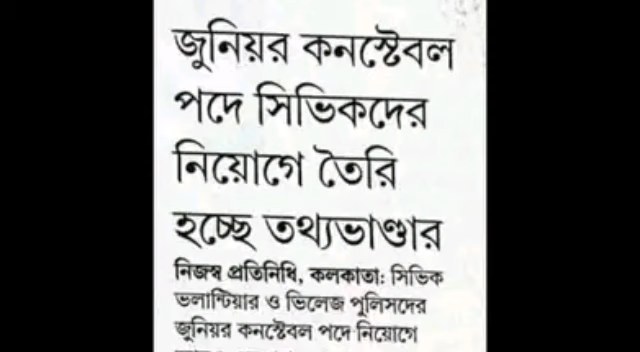 জুনিয়র কনস্টেবল
পদে সিভিকদের
নিয়োগে তৈরি
হচ্ছে তথ্যভাণ্ডার
নিজস্ব প্রতিনিধি, কলকাতা: সিভিক
ভলান্টিয়ার ও ভিলেজ পুলিসদের
জুনিয়র কনস্টেবল পদে নিয়োগে